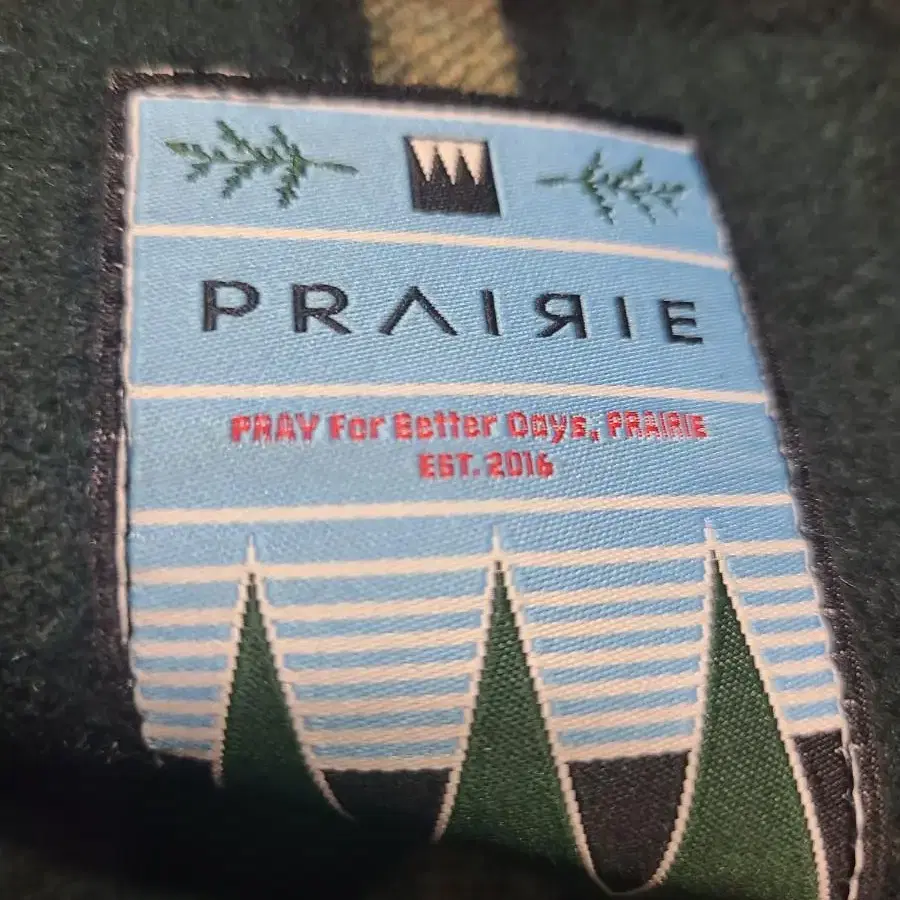 PRAIRIE
PRAY For Better Days, PRAIRIE
EST. 2016